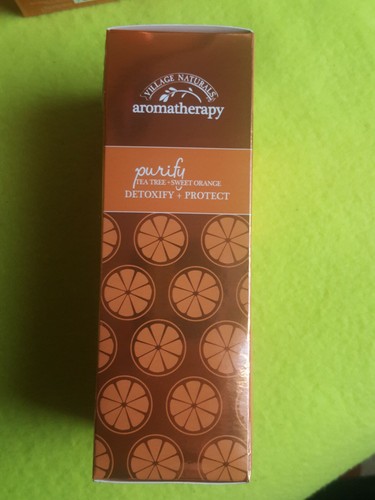 VILLAGE NATURALS
aromatherapy
purify
TEA TREE • SWEET ORANGE
DETOXIFY + PROTECT